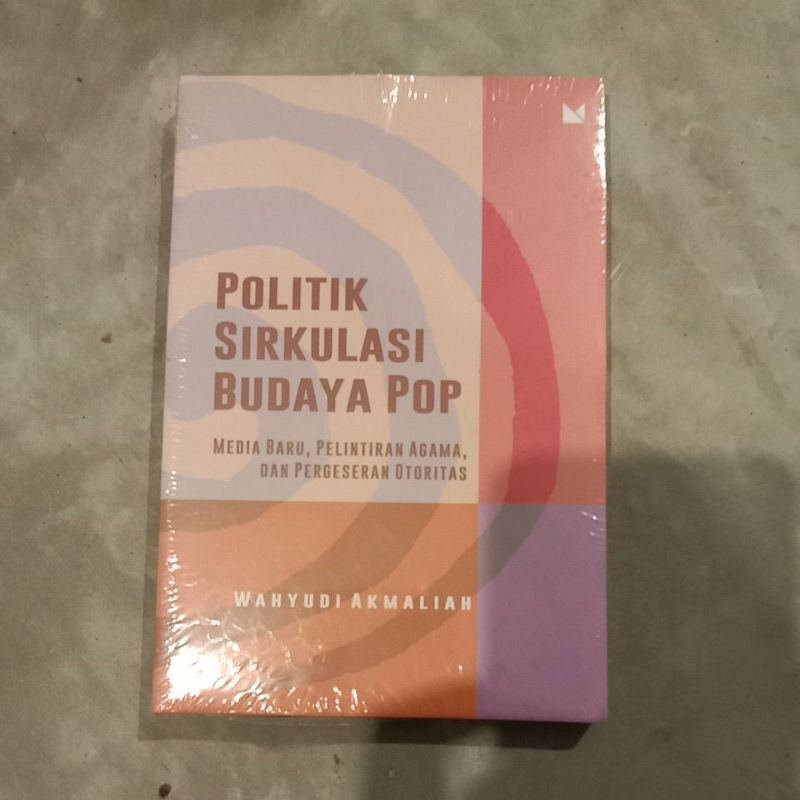 POLITIK
SIRKULASI
BUDAYA POP
MEDIA BARU, PELINTIRAN AGAMA,
DAN PERGESERAN OTORITAS
WAHYUDI AKMALIAH